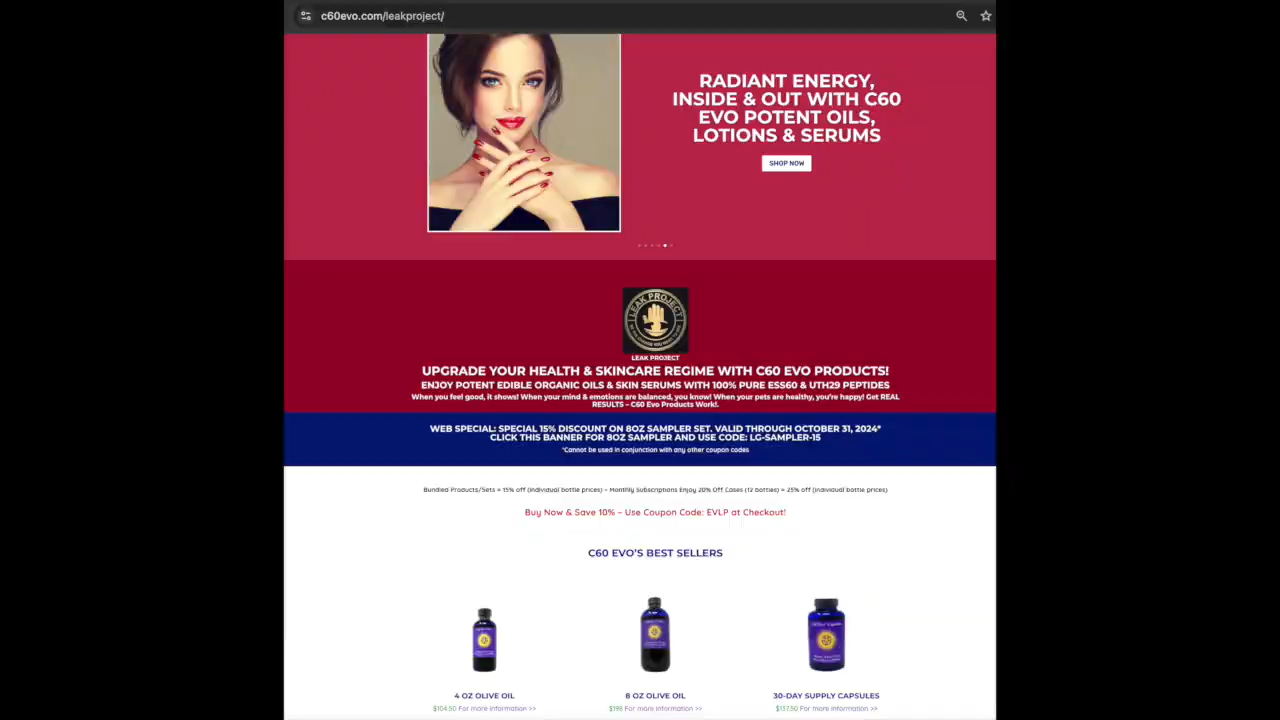 c60evo.com/leakproject/
RADIANT ENERGY,
INSIDE & OUT WITH C60
EVO POTENT OILS,
LOTIONS & SERUMS
SHOP NOW
LEAK PROJECT
LEAK PROJECT
UPGRADE YOUR HEALTH & SKINCARE REGIME WITH C60 EVO PRODUCTS!
ENJOY POTENT EDIBLE ORGANIC OILS & SKIN SERUMS WITH 100% PURE ESS60 & UTH29 PEPTIDES
When you feel good, it shows! When your mind & emotions are balanced, you know! When your pets are healthy, you're happy! Get REAL
RESULTS – C60 Evo Products Work!.
WEB SPECIAL: SPECIAL 15% DISCOUNT ON 8OZ SAMPLER SET. VALID THROUGH OCTOBER 31, 2024*
CLICK THIS BANNER FOR 8OZ SAMPLER AND USE CODE: LG-SAMPLER-15
*Cannot be used in conjunction with any other coupon codes
Bundled Products/Sets = 15% off (individual bottle prices) – Monthly Subscriptions Enjoy 20% Off Cases (12 bottles) = 25% off (individual bottle prices)
Buy Now & Save 10% – Use Coupon Code: EVLP at Checkout!
C60 EVO'S BEST SELLERS
4 OZ OLIVE OIL
8 OZ OLIVE OIL
30-DAY SUPPLY CAPSULES
$104.50 For more information >>
$198 For more information >>
$137.50 For more information >>